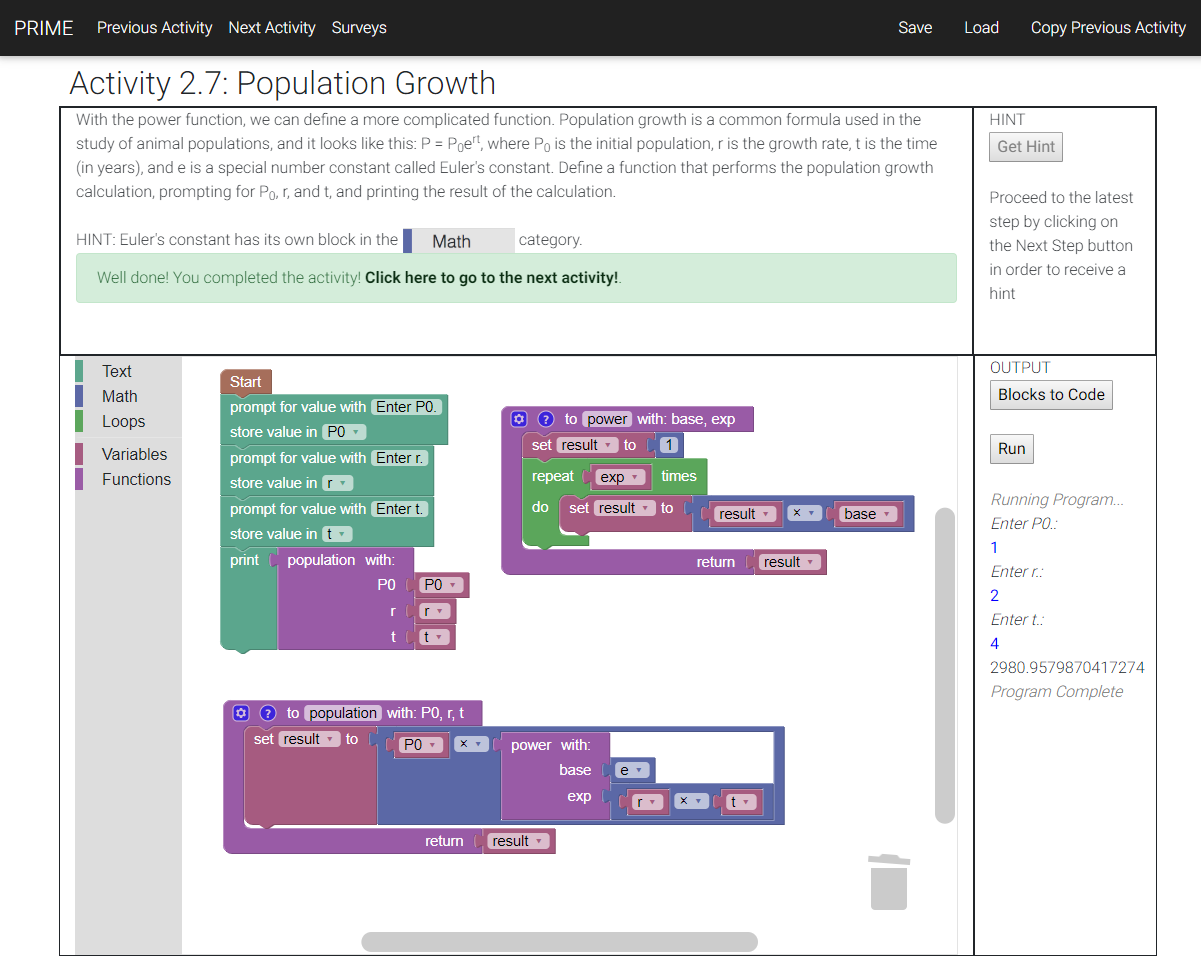 PRIME Previous Activity Next Activity Surveys Save Load Copy Previous Activity
Activity 2.7: Population Growth
With the power function, we can define a more complicated function. Population growth is a common formula used in the
study of animal populations, and it looks like this: P = P₀eʳᵗ, where P₀ is the initial population, r is the growth rate, t is the time
(in years), and e is a special number constant called Euler's constant. Define a function that performs the population growth
calculation, prompting for P₀, r, and t, and printing the result of the calculation.
HINT: Euler's constant has its own block in the Math category.
Well done! You completed the activity! Click here to go to the next activity!.
HINT
Get Hint
Proceed to the latest
step by clicking on
the Next Step button
in order to receive a
hint
Text
Math
Loops
Variables
Functions
Start
prompt for value with Enter P0.
store value in P0
prompt for value with Enter r.
store value in r
prompt for value with Enter t.
store value in t
print population with:
P0 P0
r r
t t
? to power with: base, exp
set result to 1
repeat exp times
do set result to result × base
return result
? to population with: P0, r, t
set result to P0 × power with:
base e
exp r × t
return result
OUTPUT
Blocks to Code
Run
Running Program...
Enter P0.:
1
Enter r.:
2
Enter t.:
4
2980.9579870417274
Program Complete